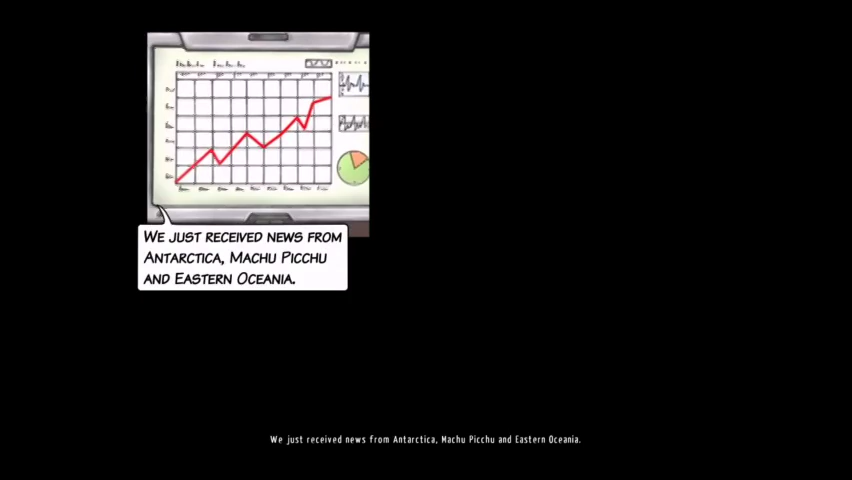 WE JUST RECEIVED NEWS FROM
ANTARCTICA, MACHU PICCHU
AND EASTERN OCEANIA.
We just received news from Antarctica, Machu Picchu and Eastern Oceania.